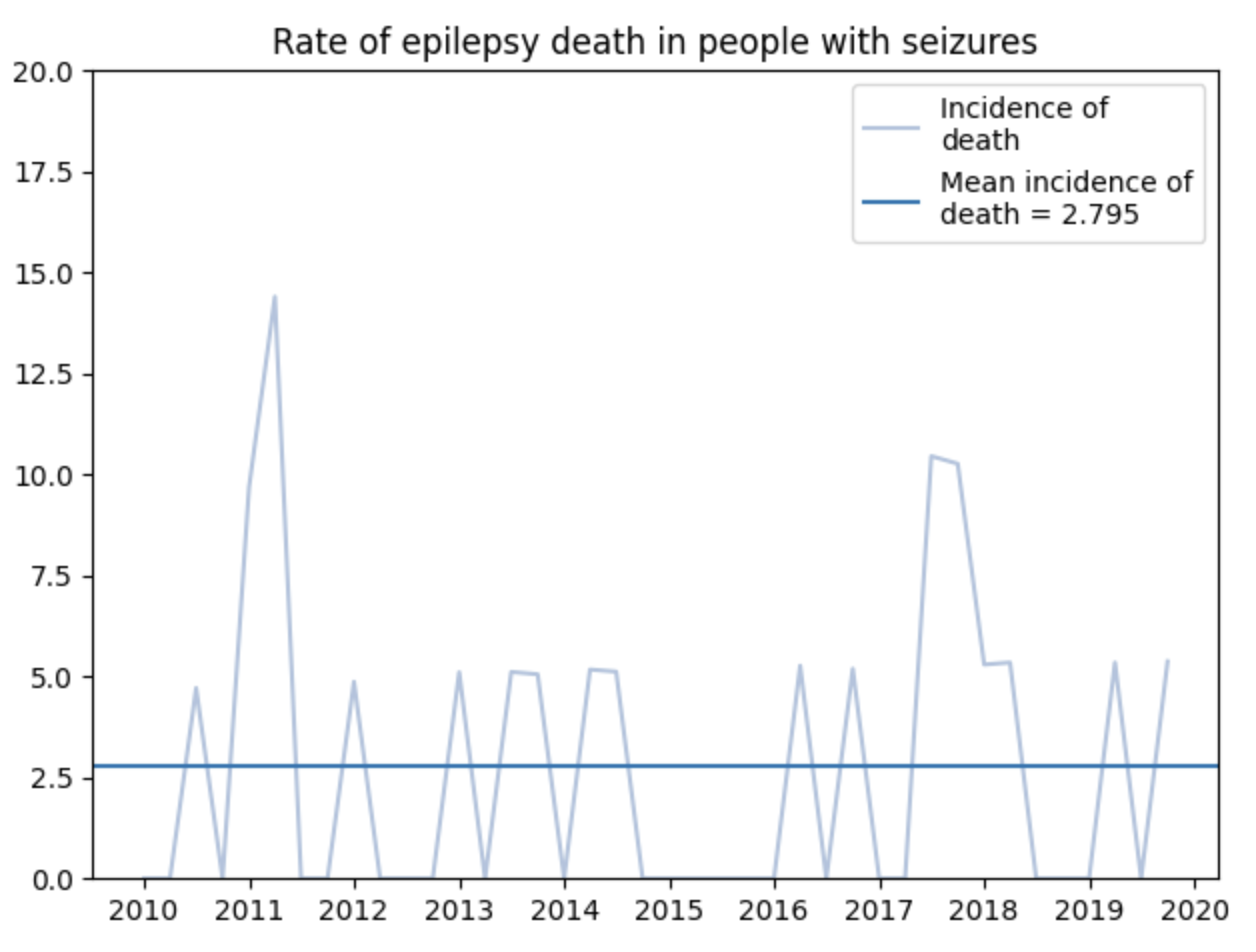 Rate of epilepsy death in people with seizures
20.0
17.5
15.0
12.5
10.0
7.5
5.0
2.5
0.0
Incidence of
death
Mean incidence of
death = 2.795
2010 2011 2012 2013 2014 2015 2016 2017 2018 2019 2020